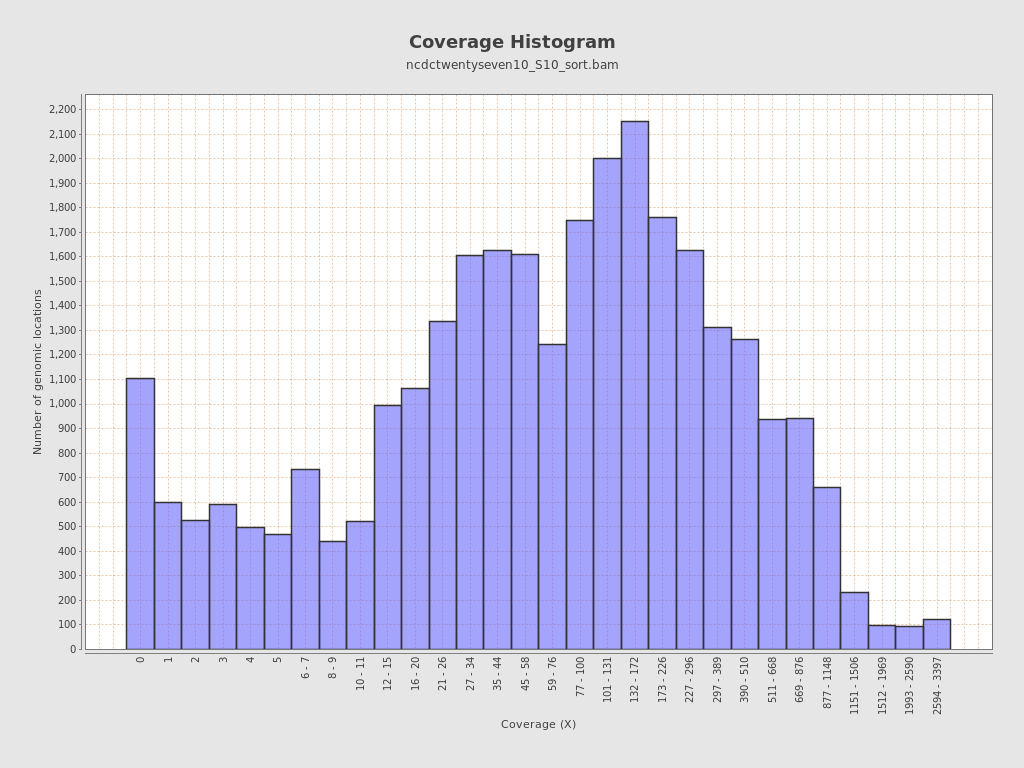 Coverage Histogram
ncdctwentyseven10_S10_sort.bam
Number of genomic locations
2,200
2,100
2,000
1,900
1,800
1,700
1,600
1,500
1,400
1,300
1,200
1,100
1,000
900
800
700
600
500
400
300
200
100
0
0
1
2
3
4
5
6 - 7
8 - 9
10 - 11
12 - 15
16 - 20
21 - 26
27 - 34
35 - 44
45 - 58
59 - 76
77 - 100
101 - 131
132 - 172
173 - 226
227 - 296
297 - 389
390 - 510
511 - 668
669 - 876
877 - 1148
1151 - 1506
1512 - 1969
1993 - 2590
2594 - 3397
Coverage (X)